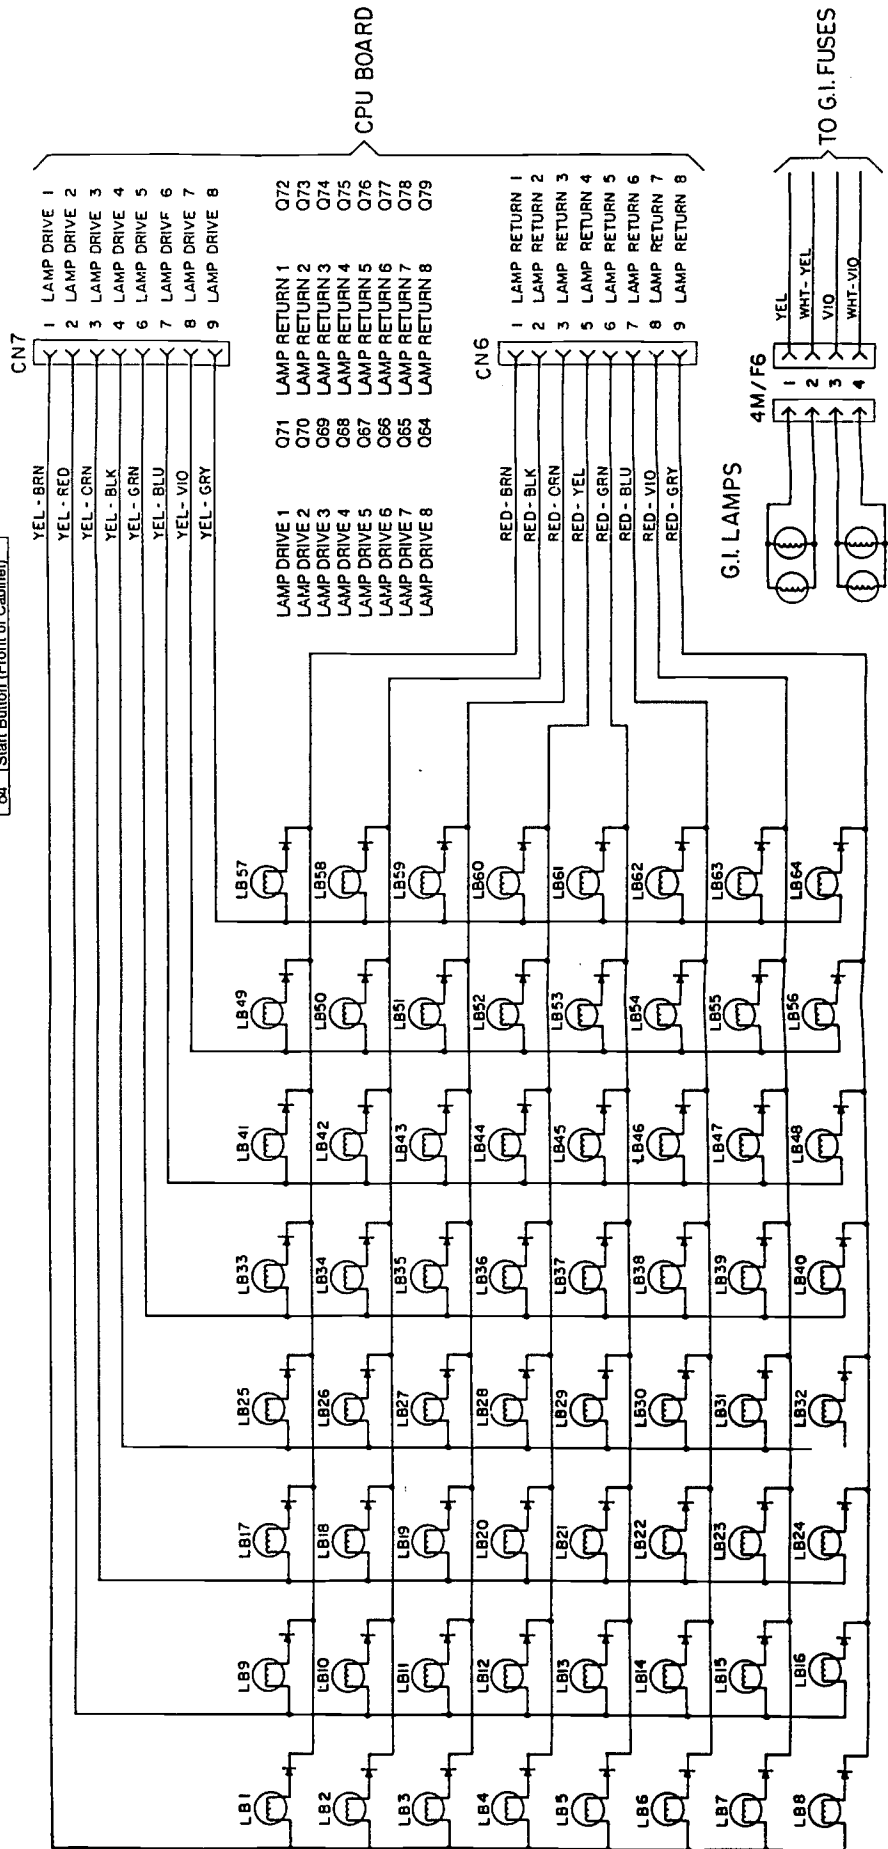 64 Start Button (Front of Cabinet)
CN7
YEL-BRN 1 LAMP DRIVE 1
YEL-RED 2 LAMP DRIVE 2
YEL-ORN 3 LAMP DRIVE 3
YEL-BLK 4 LAMP DRIVE 4
YEL-GRN 6 LAMP DRIVE 5
YEL-BLU 7 LAMP DRIVE 6
YEL-VIO 8 LAMP DRIVE 7
YEL-GRY 9 LAMP DRIVE 8
CPU BOARD
LAMP DRIVE 1 Q71 LAMP RETURN 1 Q72
LAMP DRIVE 2 Q70 LAMP RETURN 2 Q73
LAMP DRIVE 3 Q69 LAMP RETURN 3 Q74
LAMP DRIVE 4 Q68 LAMP RETURN 4 Q75
LAMP DRIVE 5 Q67 LAMP RETURN 5 Q76
LAMP DRIVE 6 Q66 LAMP RETURN 6 Q77
LAMP DRIVE 7 Q65 LAMP RETURN 7 Q78
LAMP DRIVE 8 Q64 LAMP RETURN 8 Q79
CN6
RED-BRN 1 LAMP RETURN 1
RED-BLK 2 LAMP RETURN 2
RED-ORN 3 LAMP RETURN 3
RED-YEL 5 LAMP RETURN 4
RED-GRN 6 LAMP RETURN 5
RED-BLU 7 LAMP RETURN 6
RED-VIO 8 LAMP RETURN 7
RED-GRY 9 LAMP RETURN 8
LB1 LB9 LB17 LB25 LB33 LB41 LB49 LB57
LB2 LB10 LB18 LB26 LB34 LB42 LB50 LB58
LB3 LB11 LB19 LB27 LB35 LB43 LB51 LB59
LB4 LB12 LB20 LB28 LB36 LB44 LB52 LB60
LB5 LB13 LB21 LB29 LB37 LB45 LB53 LB61
LB6 LB14 LB22 LB30 LB38 LB46 LB54 LB62
LB7 LB15 LB23 LB31 LB39 LB47 LB55 LB63
LB8 LB16 LB24 LB32 LB40 LB48 LB56 LB64
G.I. LAMPS
4M/F6
1 YEL
2 WHT-YEL
3 VIO
4 WHT-VIO
TO G.I. FUSES